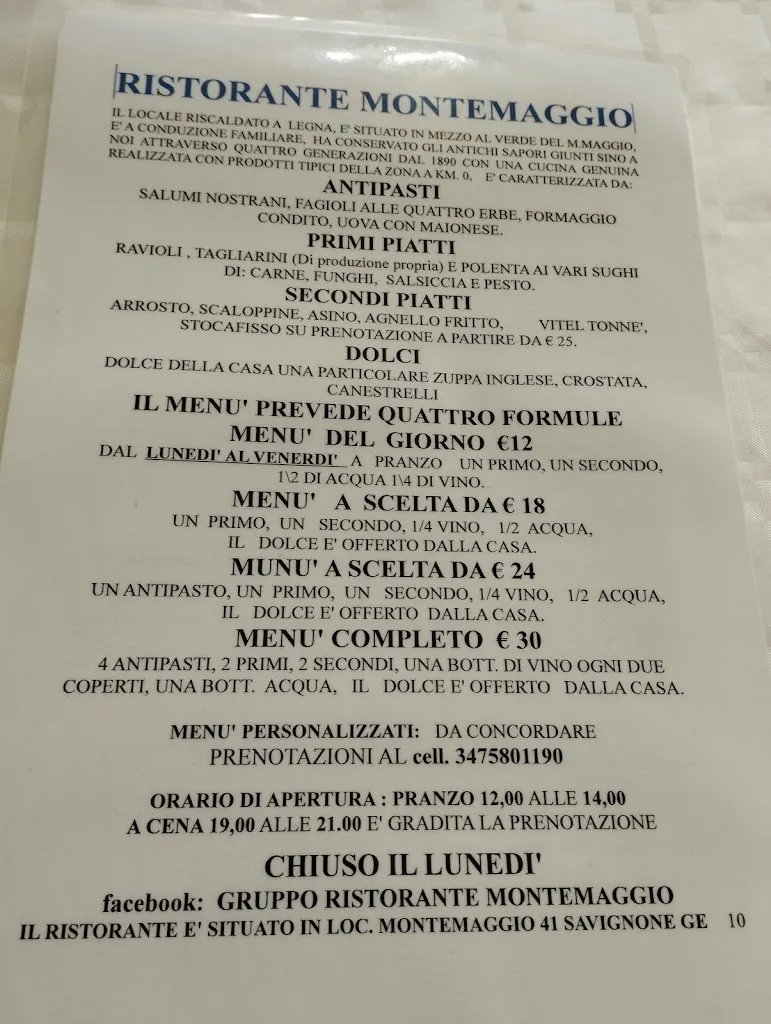 RISTORANTE MONTEMAGGIO
IL LOCALE RISCALDATO A LEGNA, E' SITUATO IN MEZZO AL VERDE DEL M.MAGGIO,
E' A CONDUZIONE FAMILIARE, HA CONSERVATO GLI ANTICHI SAPORI GIUNTI SINO A
NOI ATTRAVERSO QUATTRO GENERAZIONI DAL 1890 CON UNA CUCINA GENUINA
REALIZZATA CON PRODOTTI TIPICI DELLA ZONA A KM. 0, E' CARATTERIZZATA DA:
ANTIPASTI
SALUMI NOSTRANI, FAGIOLI ALLE QUATTRO ERBE, FORMAGGIO
CONDITO, UOVA CON MAIONESE.
PRIMI PIATTI
RAVIOLI , TAGLIARINI (Di produzione propria) E POLENTA AI VARI SUGHI
DI: CARNE, FUNGHI, SALSICCIA E PESTO.
SECONDI PIATTI
ARROSTO, SCALOPPINE, ASINO, AGNELLO FRITTO, VITEL TONNE',
STOCAFISSO SU PRENOTAZIONE A PARTIRE DA € 25.
DOLCI
DOLCE DELLA CASA UNA PARTICOLARE ZUPPA INGLESE, CROSTATA,
CANESTRELLI
IL MENU' PREVEDE QUATTRO FORMULE
MENU' DEL GIORNO €12
DAL LUNEDI' AL VENERDI' A PRANZO UN PRIMO, UN SECONDO,
1\2 DI ACQUA 1\4 DI VINO.
MENU' A SCELTA DA € 18
UN PRIMO, UN SECONDO, 1/4 VINO, 1/2 ACQUA,
IL DOLCE E' OFFERTO DALLA CASA.
MUNU' A SCELTA DA € 24
UN ANTIPASTO, UN PRIMO, UN SECONDO, 1/4 VINO, 1/2 ACQUA,
IL DOLCE E' OFFERTO DALLA CASA.
MENU' COMPLETO € 30
4 ANTIPASTI, 2 PRIMI, 2 SECONDI, UNA BOTT. DI VINO OGNI DUE
COPERTI, UNA BOTT. ACQUA, IL DOLCE E' OFFERTO DALLA CASA.
MENU' PERSONALIZZATI: DA CONCORDARE
PRENOTAZIONI AL cell. 3475801190
ORARIO DI APERTURA : PRANZO 12,00 ALLE 14,00
A CENA 19,00 ALLE 21.00 E' GRADITA LA PRENOTAZIONE
CHIUSO IL LUNEDI'
facebook: GRUPPO RISTORANTE MONTEMAGGIO
IL RISTORANTE E' SITUATO IN LOC. MONTEMAGGIO 41 SAVIGNONE GE 10